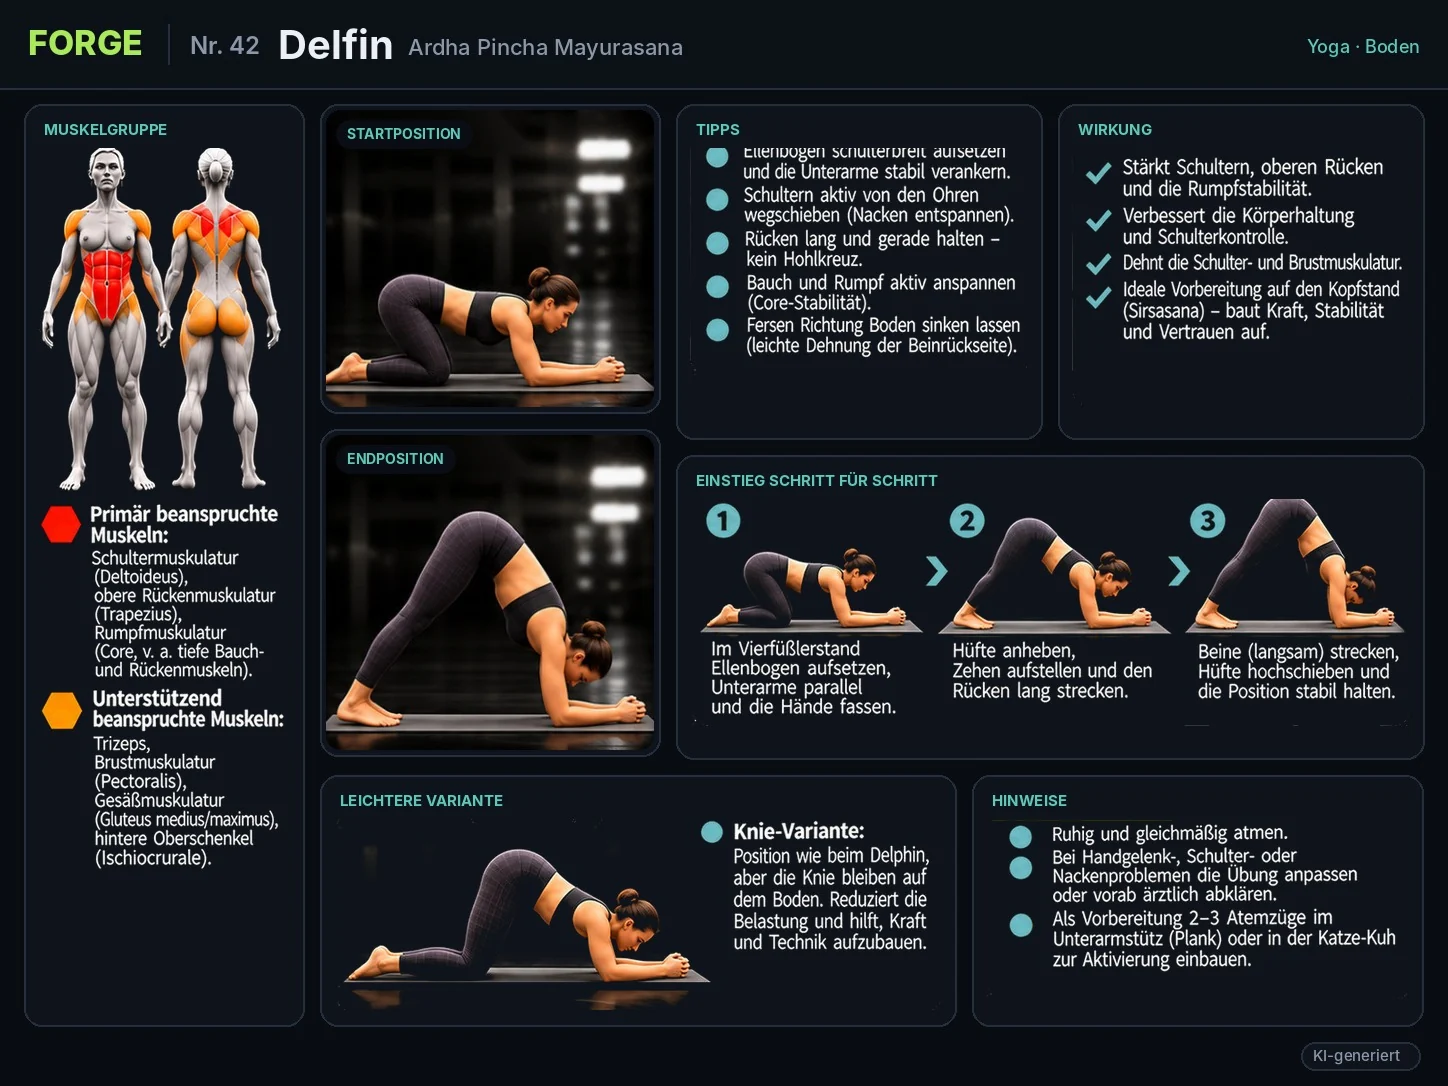 FORGE
Nr. 42
Delfin
Ardha Pincha Mayurasana
Yoga · Boden
MUSKELGRUPPE
Primär beanspruchte
Muskeln:
Schultermuskulatur
(Deltoideus),
obere Rückenmuskulatur
(Trapezius),
Rumpfmuskulatur
(Core, v. a. tiefe Bauch-
und Rückenmuskeln).
Unterstützend
beanspruchte Muskeln:
Trizeps,
Brustmuskulatur
(Pectoralis),
Gesäßmuskulatur
(Gluteus medius/maximus),
hintere Oberschenkel
(Ischiocrurale).
STARTPOSITION
ENDPOSITION
TIPPS
Ellenbogen schulterbreit aufsetzen
und die Unterarme stabil verankern.
Schultern aktiv von den Ohren
wegschieben (Nacken entspannen).
Rücken lang und gerade halten –
kein Hohlkreuz.
Bauch und Rumpf aktiv anspannen
(Core-Stabilität).
Fersen Richtung Boden sinken lassen
(leichte Dehnung der Beinrückseite).
WIRKUNG
Stärkt Schultern, oberen Rücken
und die Rumpfstabilität.
Verbessert die Körperhaltung
und Schulterkontrolle.
Dehnt die Schulter- und Brustmuskulatur.
Ideale Vorbereitung auf den Kopfstand
(Sirsasana) – baut Kraft, Stabilität
und Vertrauen auf.
EINSTIEG SCHRITT FÜR SCHRITT
1
Im Vierfüßlerstand
Ellenbogen aufsetzen,
Unterarme parallel
und die Hände fassen.
2
Hüfte anheben,
Zehen aufstellen und den
Rücken lang strecken.
3
Beine (langsam) strecken,
Hüfte hochschieben und
die Position stabil halten.
LEICHTERE VARIANTE
Knie-Variante:
Position wie beim Delphin,
aber die Knie bleiben auf
dem Boden. Reduziert die
Belastung und hilft, Kraft
und Technik aufzubauen.
HINWEISE
Ruhig und gleichmäßig atmen.
Bei Handgelenk-, Schulter- oder
Nackenproblemen die Übung anpassen
oder vorab ärztlich abklären.
Als Vorbereitung 2–3 Atemzüge im
Unterarmstütz (Plank) oder in der Katze-Kuh
zur Aktivierung einbauen.
KI-generiert